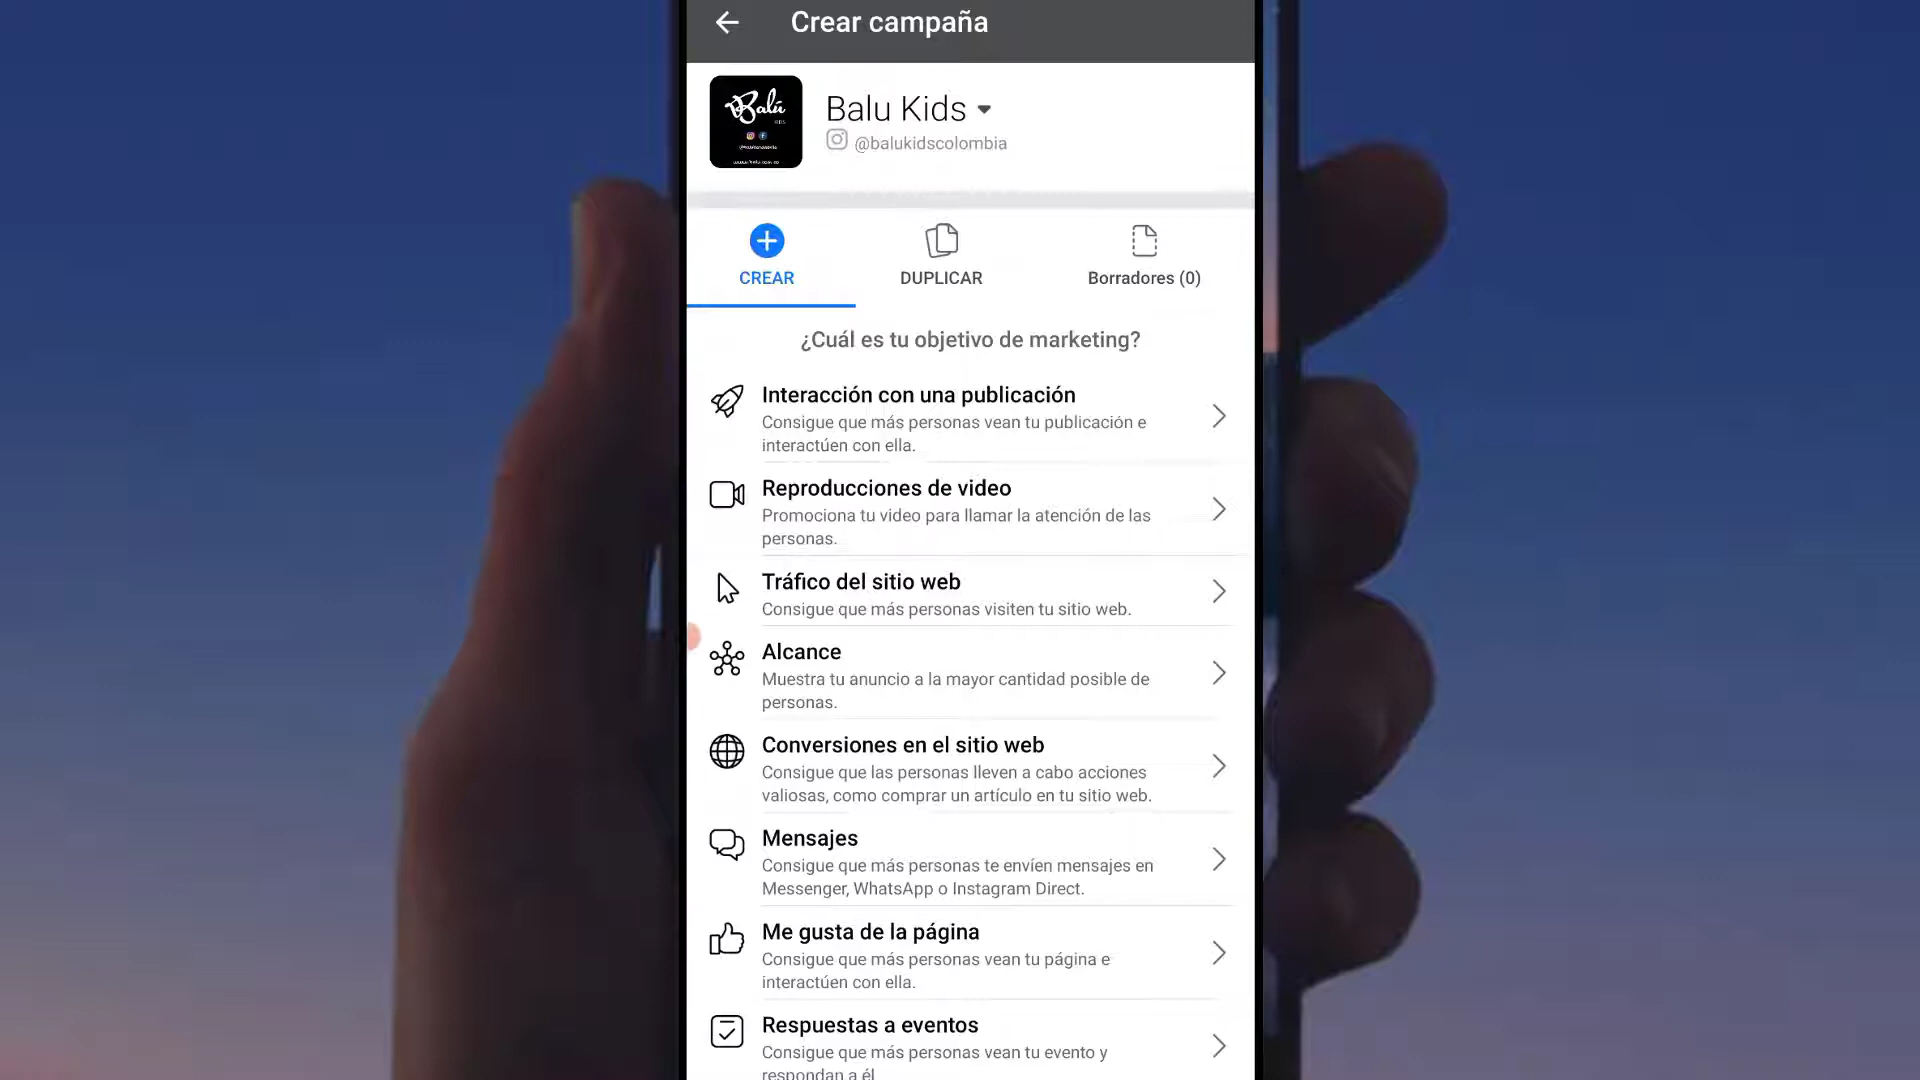 Crear campaña
Balú
Balu Kids
@balukidscolombia
CREAR
DUPLICAR
Borradores (0)
¿Cuál es tu objetivo de marketing?
Interacción con una publicación
Consigue que más personas vean tu publicación e
interactúen con ella.
Reproducciones de video
Promociona tu video para llamar la atención de las
personas.
Tráfico del sitio web
Consigue que más personas visiten tu sitio web.
Alcance
Muestra tu anuncio a la mayor cantidad posible de
personas.
Conversiones en el sitio web
Consigue que las personas lleven a cabo acciones
valiosas, como comprar un artículo en tu sitio web.
Mensajes
Consigue que más personas te envíen mensajes en
Messenger, WhatsApp o Instagram Direct.
Me gusta de la página
Consigue que más personas vean tu página e
interactúen con ella.
Respuestas a eventos
Consigue que más personas vean tu evento y
respondan a él